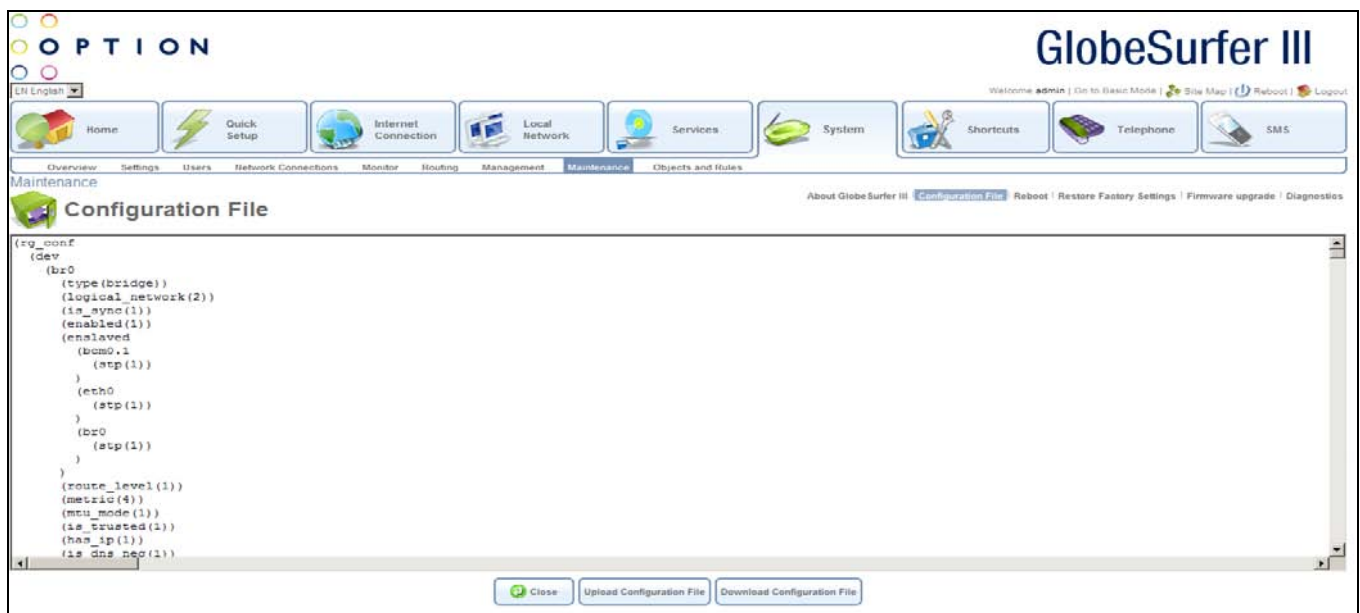 OPTION
GlobeSurfer III
EN English
Welcome admin | Go to Basic Mode | Site Map | Reboot | Logout
Home
Quick Setup
Internet Connection
Local Network
Services
System
Shortcuts
Telephone
SMS
Overview Settings Users Network Connections Monitor Routing Management Maintenance Objects and Rules
Maintenance
Configuration File
About GlobeSurfer III | Configuration File | Reboot | Restore Factory Settings | Firmware upgrade | Diagnostics
(rg_conf
(dev
(br0
(type(bridge))
(logical_network(2))
(is_sync(1))
(enabled(1))
(enslaved
(bcm0.1
(stp(1))
)
(eth0
(stp(1))
)
(br0
(stp(1))
)
)
(route_level(1))
(metric(4))
(mtu_mode(1))
(is_trusted(1))
(has_ip(1))
(is_dns_neg(1))
Close
Upload Configuration File
Download Configuration File